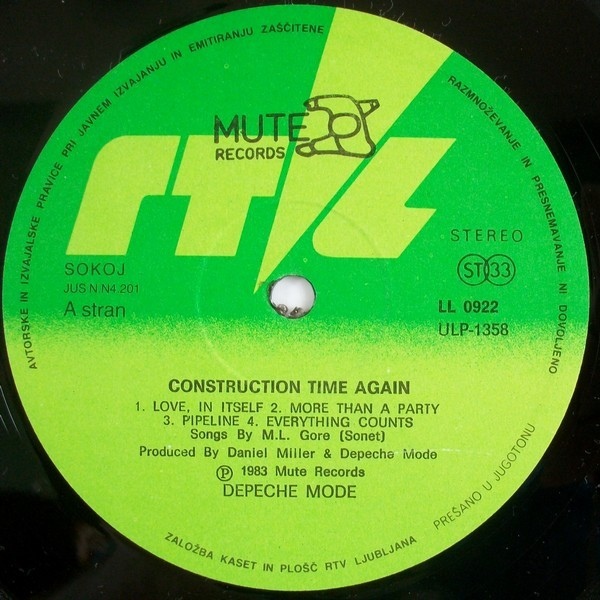 AVTORSKE IN IZVAJALSKE PRAVICE PRI JAVNEM IZVAJANJU IN EMITIRANJU ZAŠČITENE
RAZMNOŽEVANJE IN PRESNEMAVANJE NI DOVOLJENO
MUTE
RECORDS
rtl
STEREO
SOKOJ
JUS N.N4.201
A stran
ST 33
LL 0922
ULP-1358
CONSTRUCTION TIME AGAIN
1. LOVE, IN ITSELF 2. MORE THAN A PARTY
3. PIPELINE 4. EVERYTHING COUNTS
Songs By M.L. Gore (Sonet)
Produced By Daniel Miller & Depeche Mode
Ⓟ 1983 Mute Records
DEPECHE MODE
PREŠANO U JUGOTONU
ZALOŽBA KASET IN PLOŠČ RTV LJUBLJANA